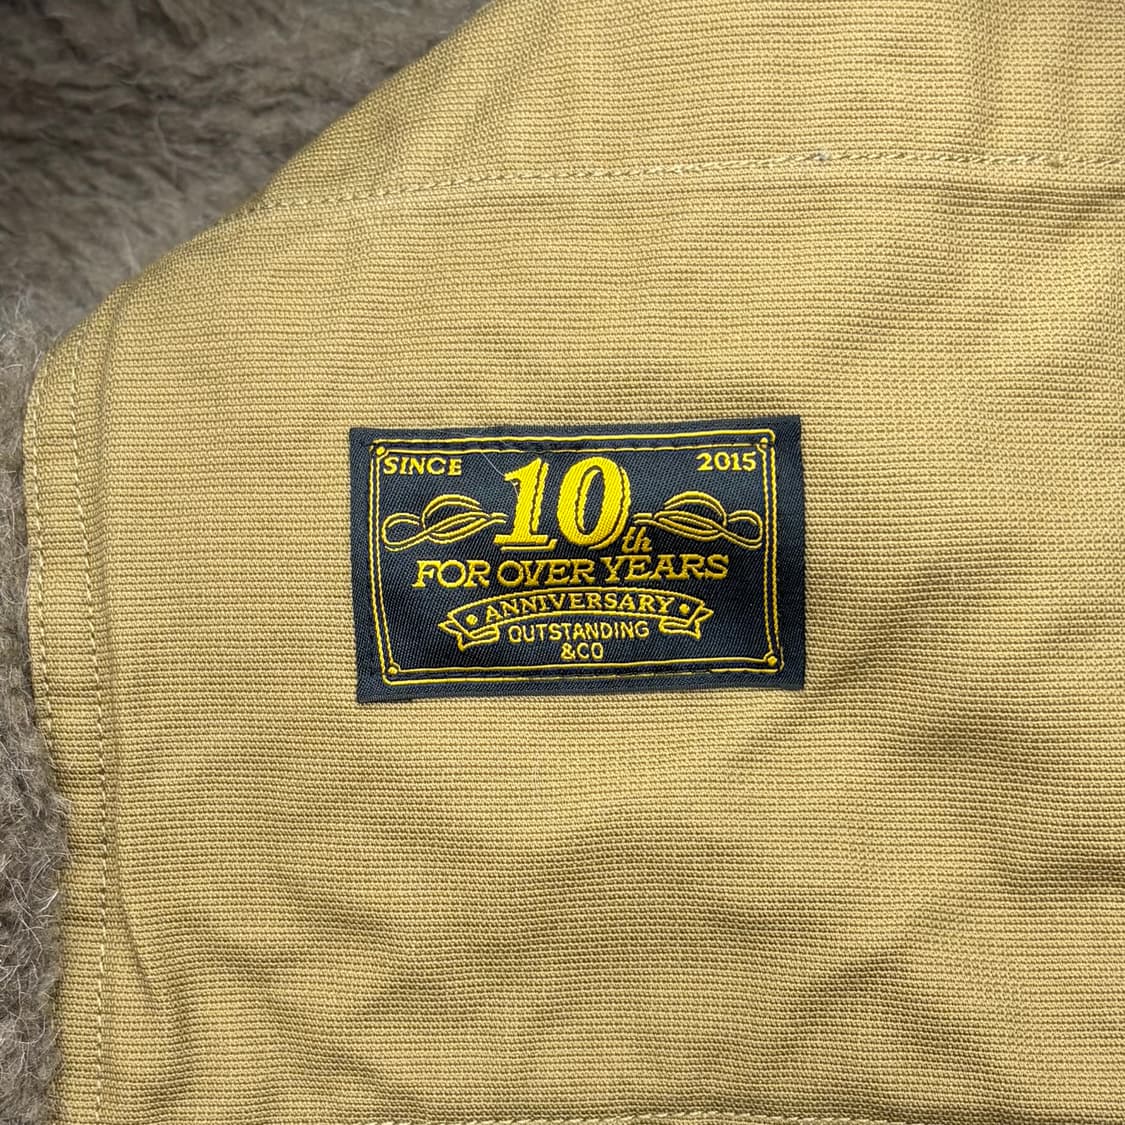 SINCE 2015
10th
FOR OVER YEARS
ANNIVERSARY
OUTSTANDING
&CO